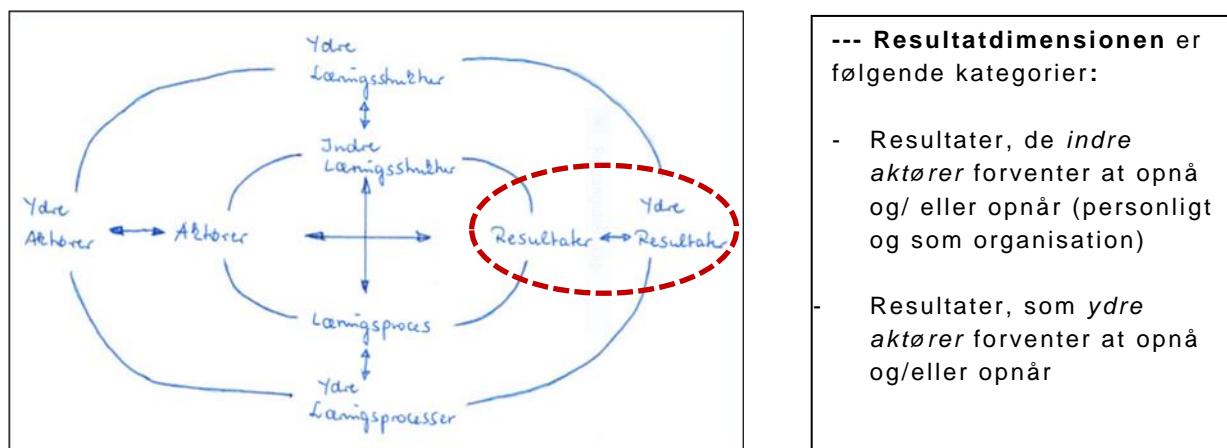 Ydre
Læringsstruktur
Indre
Læringsstruktur
Ydre
Aktører
Aktører
Resultater
Ydre
Resultater
Læringsproces
Ydre
Læringsprocesser
--- Resultatdimensionen er
følgende kategorier:
- Resultater, de indre
aktører forventer at opnå
og/ eller opnår (personligt
og som organisation)
- Resultater, som ydre
aktører forventer at opnå
og/eller opnår